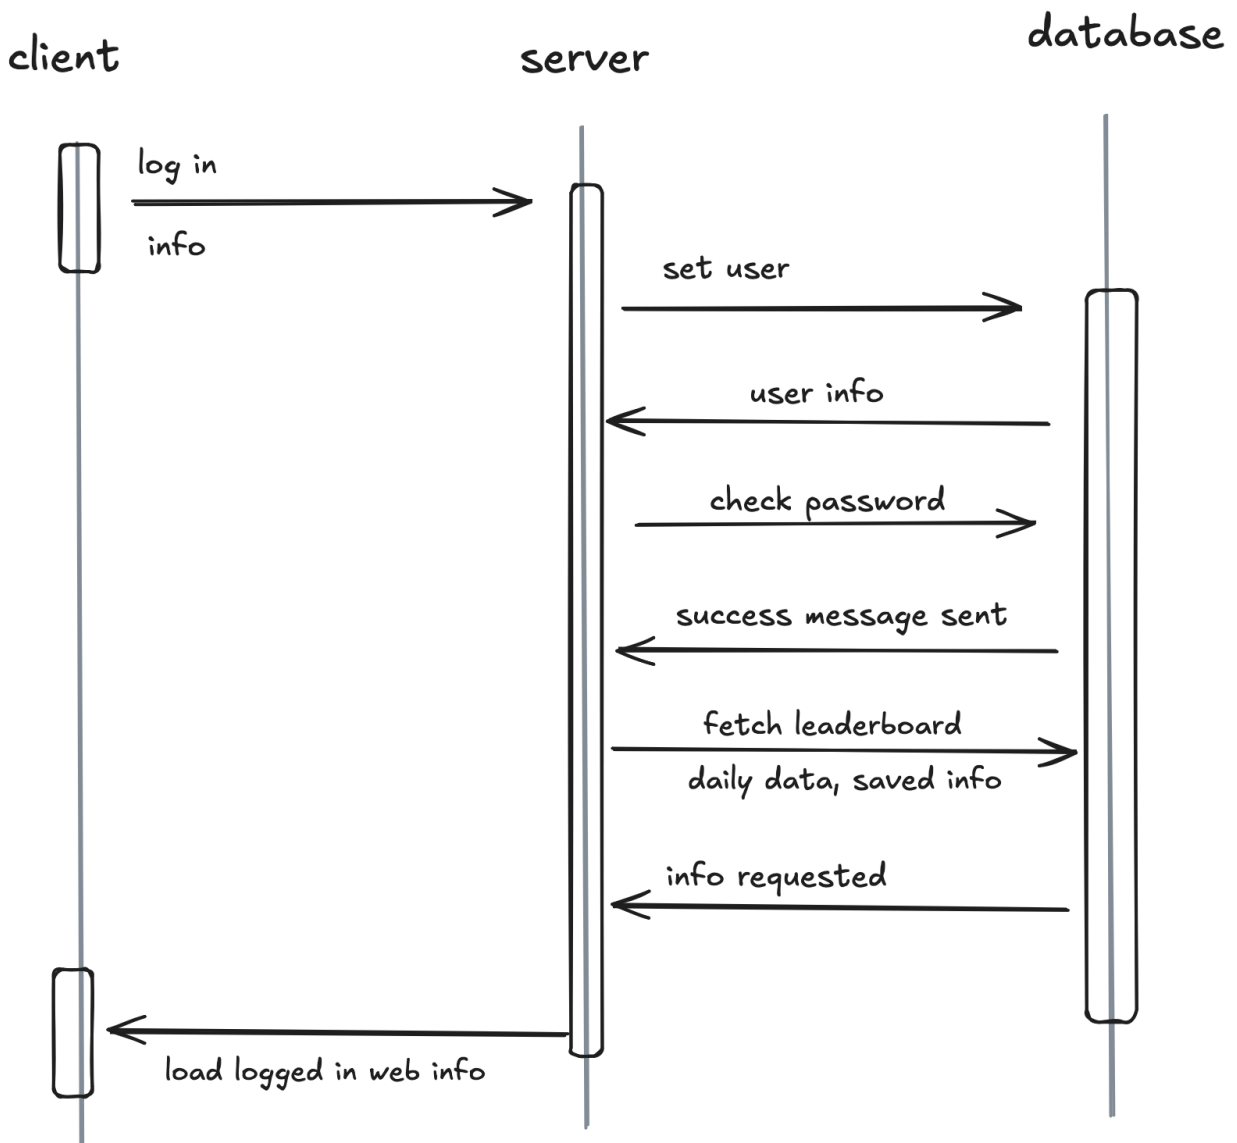 client
server
database
log in
info
set user
user info
check password
success message sent
fetch leaderboard
daily data, saved info
info requested
load logged in web info